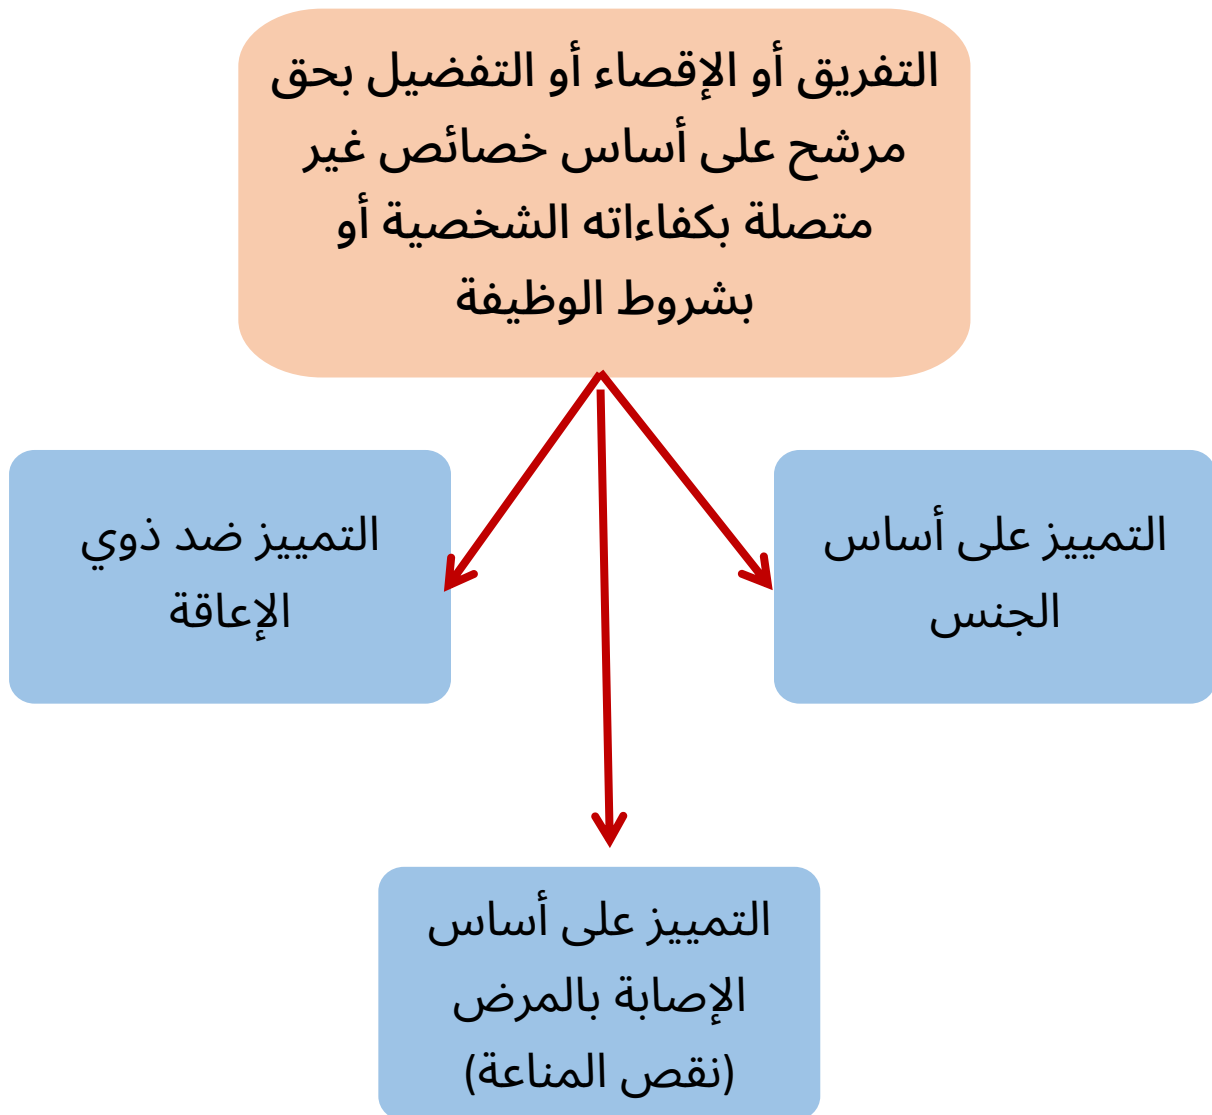 التفريق أو الإقصاء أو التفضيل بحق
مرشح على أساس خصائص غير
متصلة بكفاءاته الشخصية أو
بشروط الوظيفة
التمييز على أساس
الجنس
التمييز ضد ذوي
الإعاقة
التمييز على أساس
الإصابة بالمرض
(نقص المناعة)